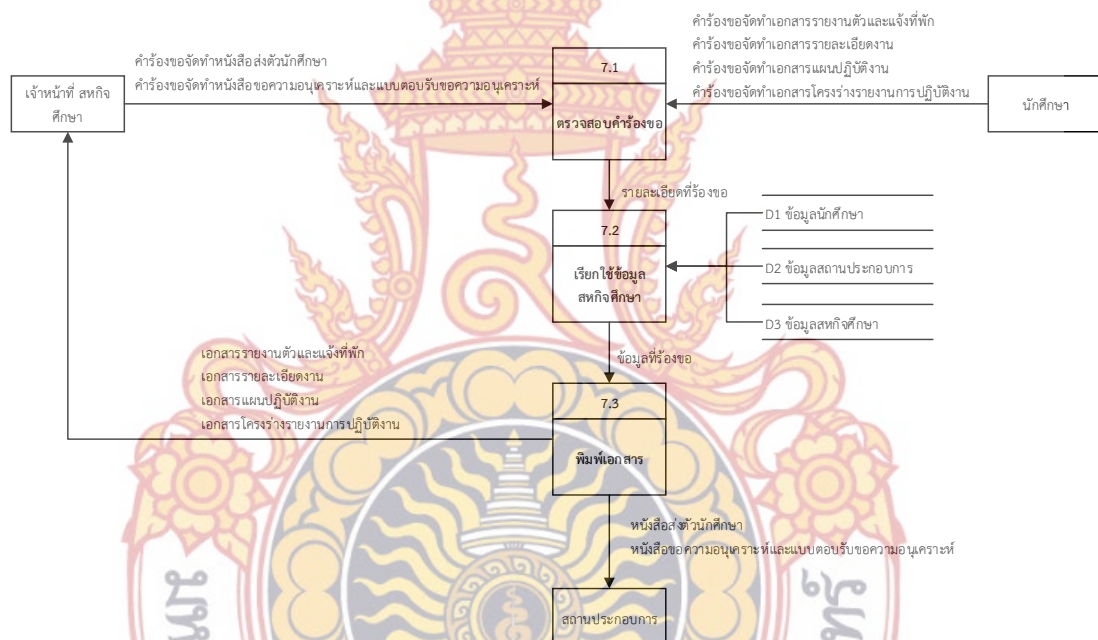 คำร้องขอจัดทำเอกสารรายงานตัวและแจ้งที่พัก
คำร้องขอจัดทำเอกสารรายละเอียดงาน
คำร้องขอจัดทำเอกสารแผนปฏิบัติงาน
คำร้องขอจัดทำเอกสารโครงร่างรายงานการปฏิบัติงาน
คำร้องขอจัดทำหนังสือส่งตัวนักศึกษา
คำร้องขอจัดทำหนังสือขอความอนุเคราะห์และแบบตอบรับขอความอนุเคราะห์
เจ้าหน้าที่ สหกิจ
ศึกษา
7.1
ตรวจสอบคำร้องขอ
นักศึกษา
รายละเอียดที่ร้องขอ
7.2
เรียกใช้ข้อมูล
สหกิจศึกษา
D1 ข้อมูลนักศึกษา
D2 ข้อมูลสถานประกอบการ
D3 ข้อมูลสหกิจศึกษา
ข้อมูลที่ร้องขอ
เอกสารรายงานตัวและแจ้งที่พัก
เอกสารรายละเอียดงาน
เอกสารแผนปฏิบัติงาน
เอกสารโครงร่างรายงานการปฏิบัติงาน
7.3
พิมพ์เอกสาร
หนังสือส่งตัวนักศึกษา
หนังสือขอความอนุเคราะห์และแบบตอบรับขอความอนุเคราะห์
สถานประกอบการ